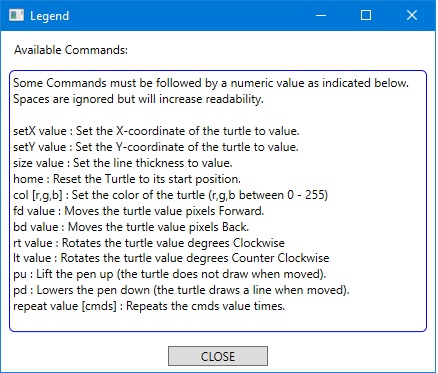 Legend
Available Commands:
Some Commands must be followed by a numeric value as indicated below.
Spaces are ignored but will increase readability.
setX value : Set the X-coordinate of the turtle to value.
setY value : Set the Y-coordinate of the turtle to value.
size value : Set the line thickness to value.
home : Reset the Turtle to its start position.
col [r,g,b] : Set the color of the turtle (r,g,b between 0 - 255)
fd value : Moves the turtle value pixels Forward.
bd value : Moves the turtle value pixels Back.
rt value : Rotates the turtle value degrees Clockwise
lt value : Rotates the turtle value degrees Counter Clockwise
pu : Lift the pen up (the turtle does not draw when moved).
pd : Lowers the pen down (the turtle draws a line when moved).
repeat value [cmds] : Repeats the cmds value times.
CLOSE